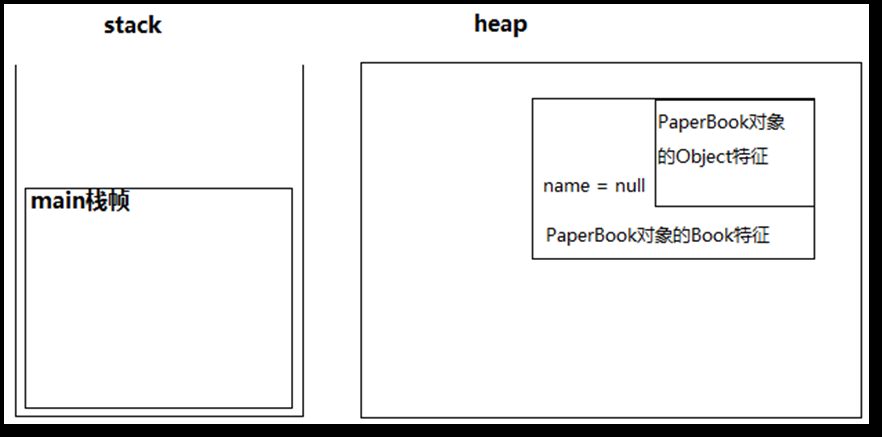 stack
heap
main栈帧
PaperBook对象
的Object特征
name = null
PaperBook对象的Book特征